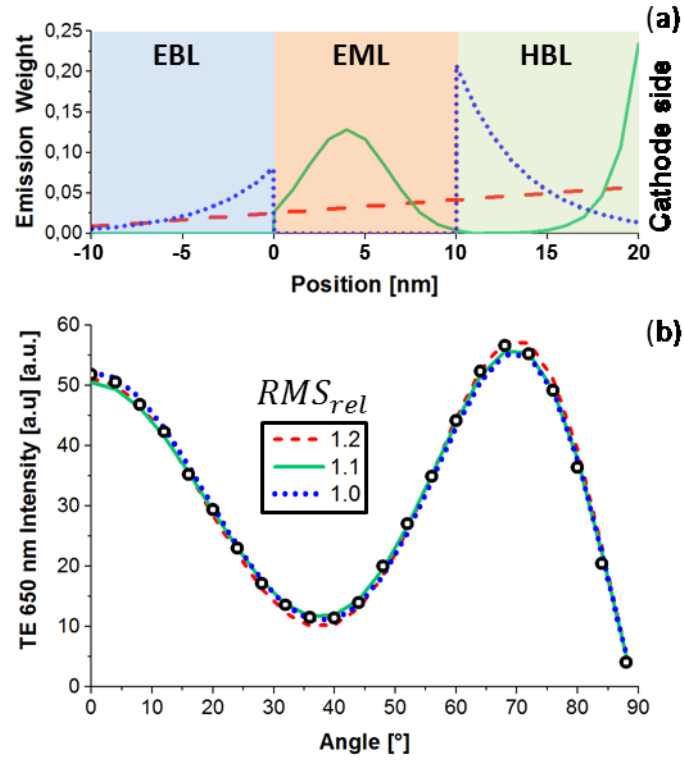 (a)
EBL EML HBL
0,25
0,20
0,15
0,10
0,05
0,00
Emission Weight
-10 -5 0 5 10 15 20
Position [nm]
Cathode side
(b)
60
50
40
30
20
10
0
TE 650 nm Intensity [a.u] [a.u.]
RMSrel
1.2
1.1
1.0
0 10 20 30 40 50 60 70 80 90
Angle [°]